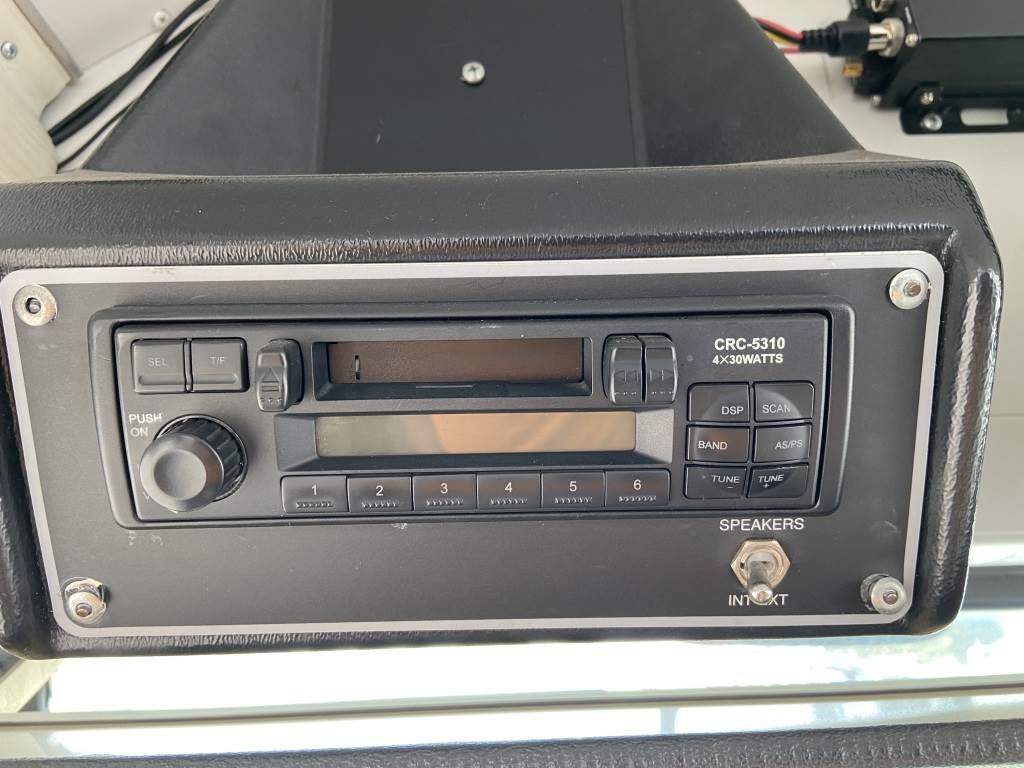 SEL
T/F
CRC-5310
4×30WATTS
PUSH
ON
DSP
SCAN
BAND
AS/PS
- TUNE
−
TUNE
+
1
2
3
4
5
6
SPEAKERS
INT